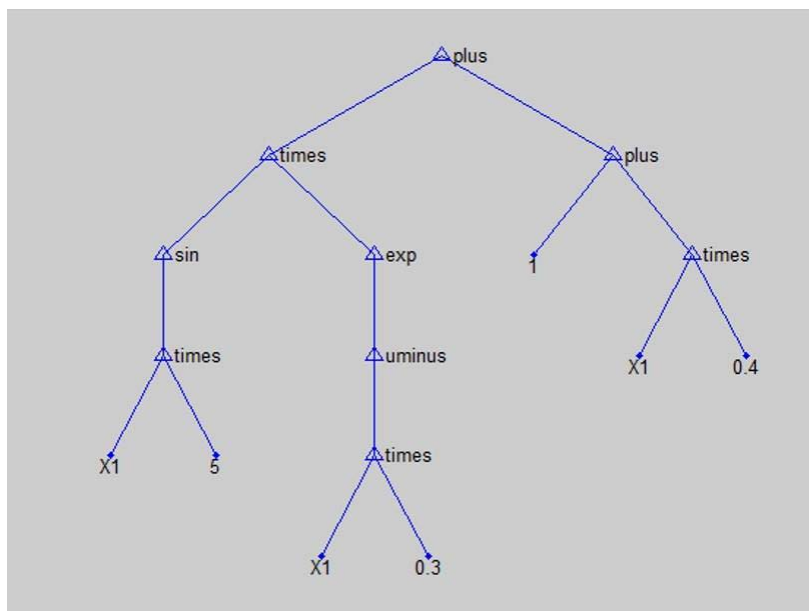 plus
times plus
sin exp 1 times
times uminus X1 0.4
X1 5 times
X1 0.3